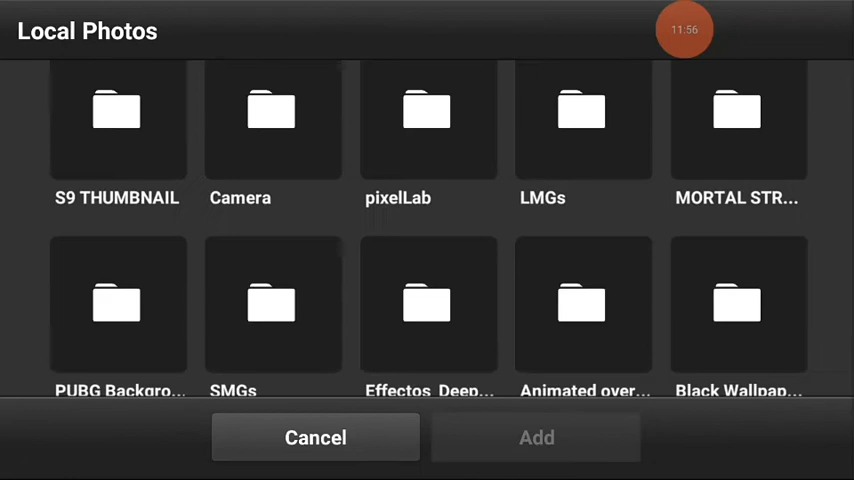 Local Photos
11:56
S9 THUMBNAIL
Camera
pixelLab
LMGs
MORTAL STR...
PUBG Backgro...
SMGs
Effectos_Deep...
Animated over...
Black Wallpap...
Cancel
Add